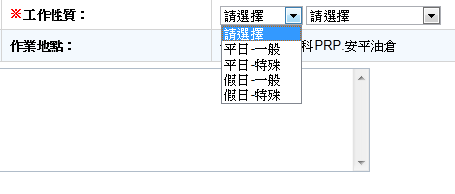 ※工作性質： 請選擇 請選擇
請選擇
作業地點： 科PRP.安平油倉
平日-一般
平日-特殊
假日-一般
假日-特殊